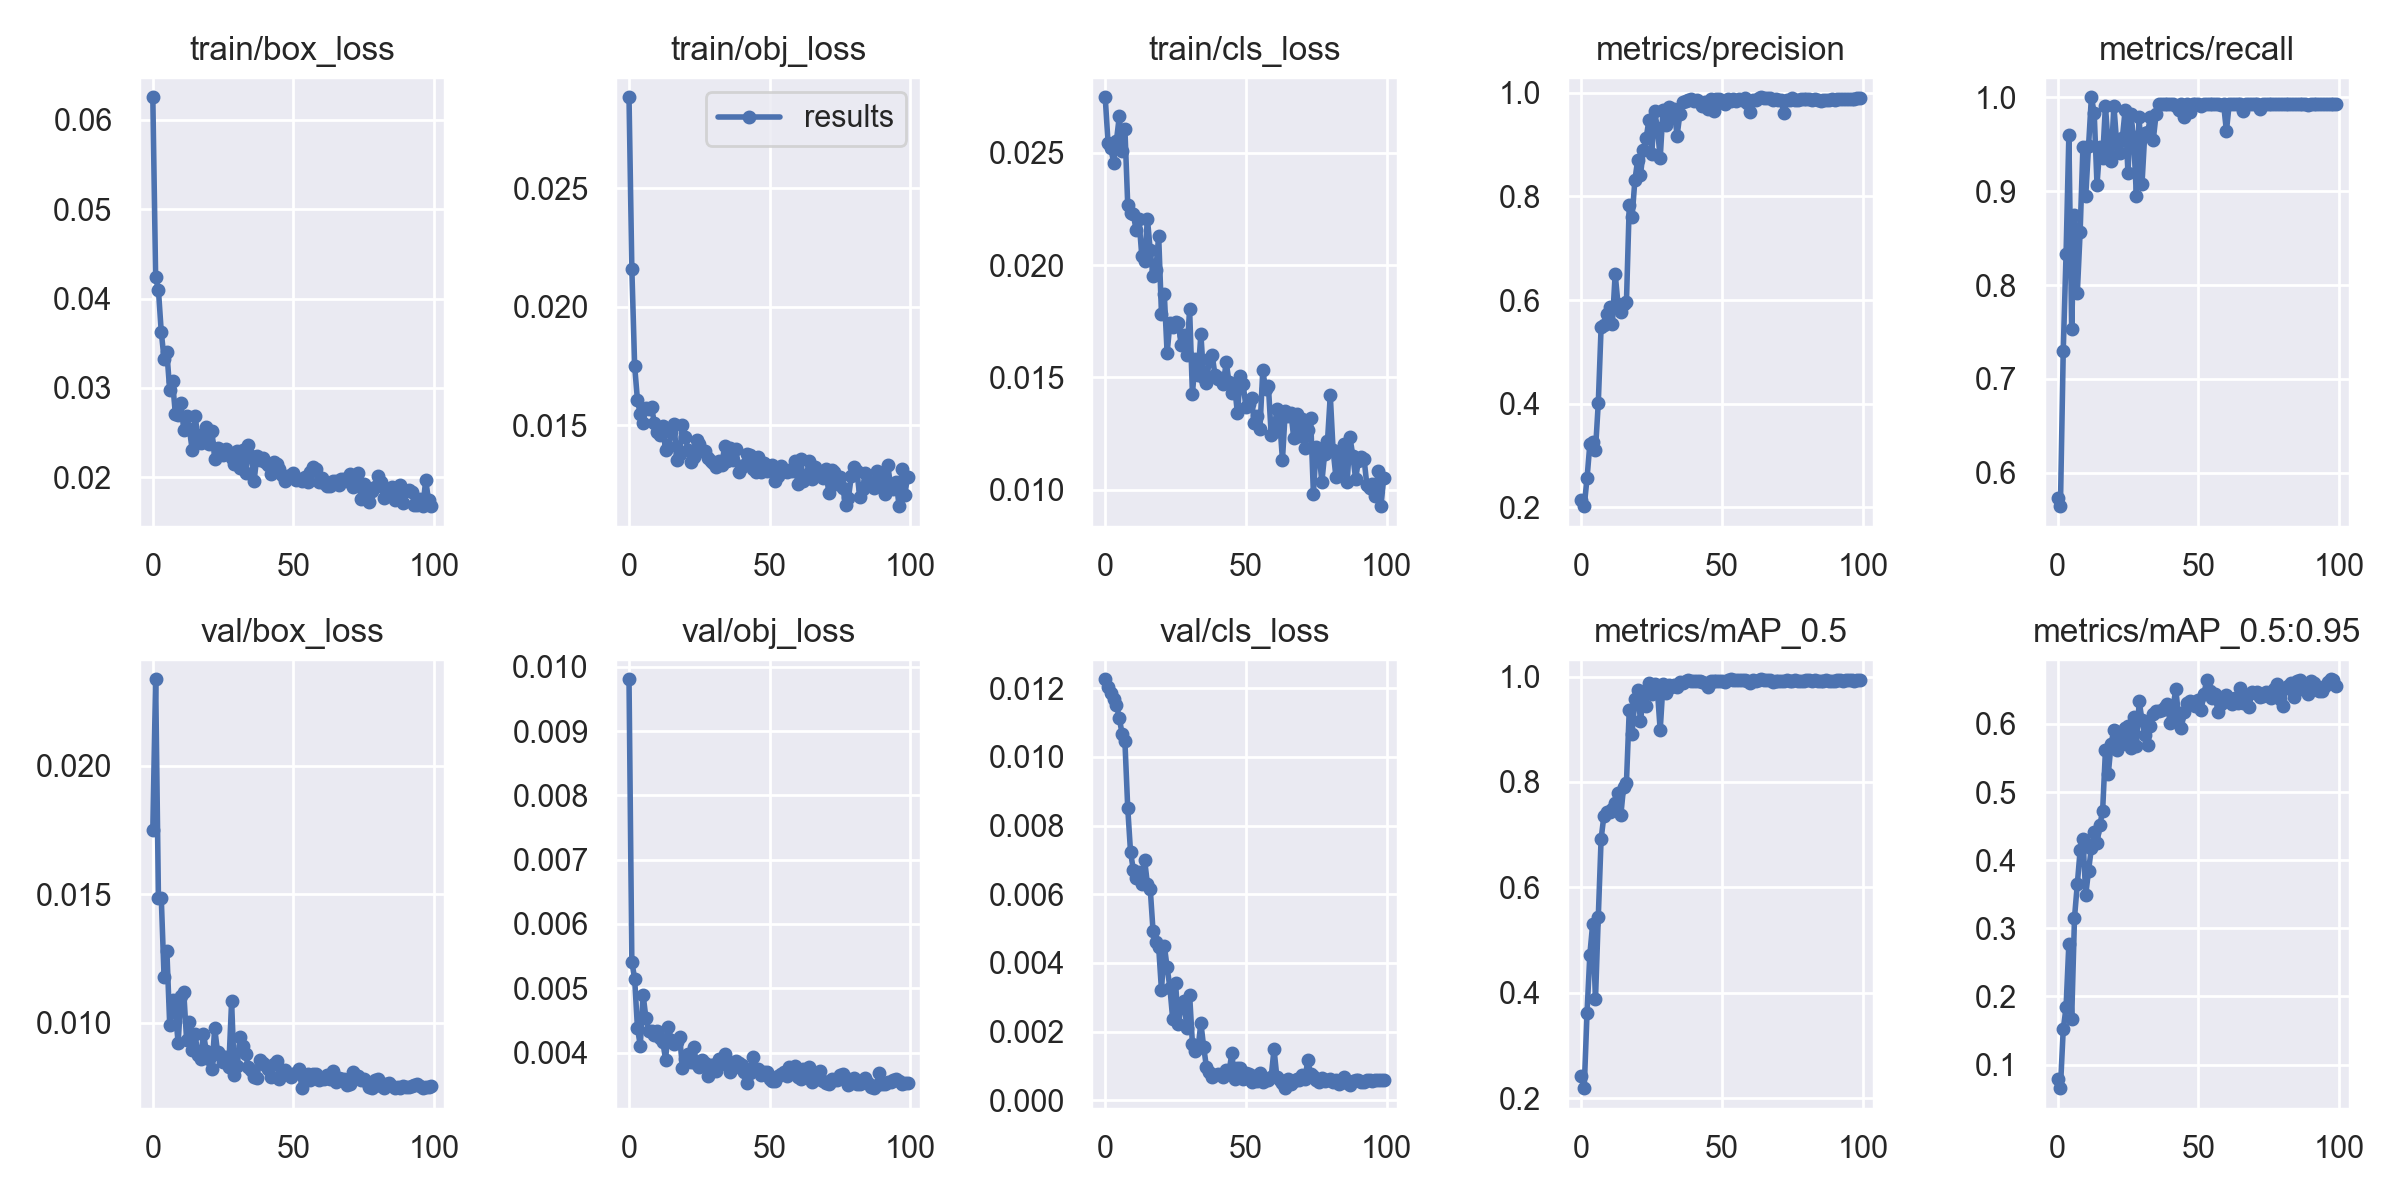 train/box_loss
0.06
0.05
0.04
0.03
0.02
0 50 100
train/obj_loss
results
0.025
0.020
0.015
0 50 100
train/cls_loss
0.025
0.020
0.015
0.010
0 50 100
metrics/precision
1.0
0.8
0.6
0.4
0.2
0 50 100
metrics/recall
1.0
0.9
0.8
0.7
0.6
0 50 100
val/box_loss
0.020
0.015
0.010
0 50 100
val/obj_loss
0.010
0.009
0.008
0.007
0.006
0.005
0.004
0 50 100
val/cls_loss
0.012
0.010
0.008
0.006
0.004
0.002
0.000
0 50 100
metrics/mAP_0.5
1.0
0.8
0.6
0.4
0.2
0 50 100
metrics/mAP_0.5:0.95
0.6
0.5
0.4
0.3
0.2
0.1
0 50 100